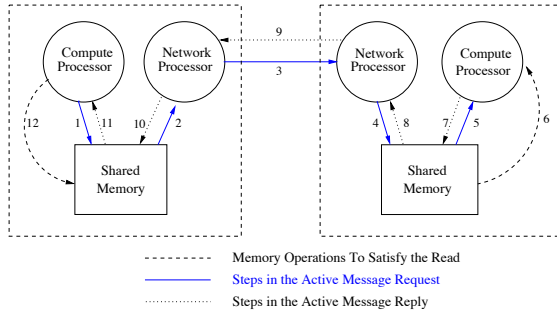 9
Compute
Processor
Network
Processor
Network
Processor
Compute
Processor
3
12
1
11
10
2
4
8
7
5
6
Shared
Memory
Shared
Memory
Memory Operations To Satisfy the Read
Steps in the Active Message Request
Steps in the Active Message Reply